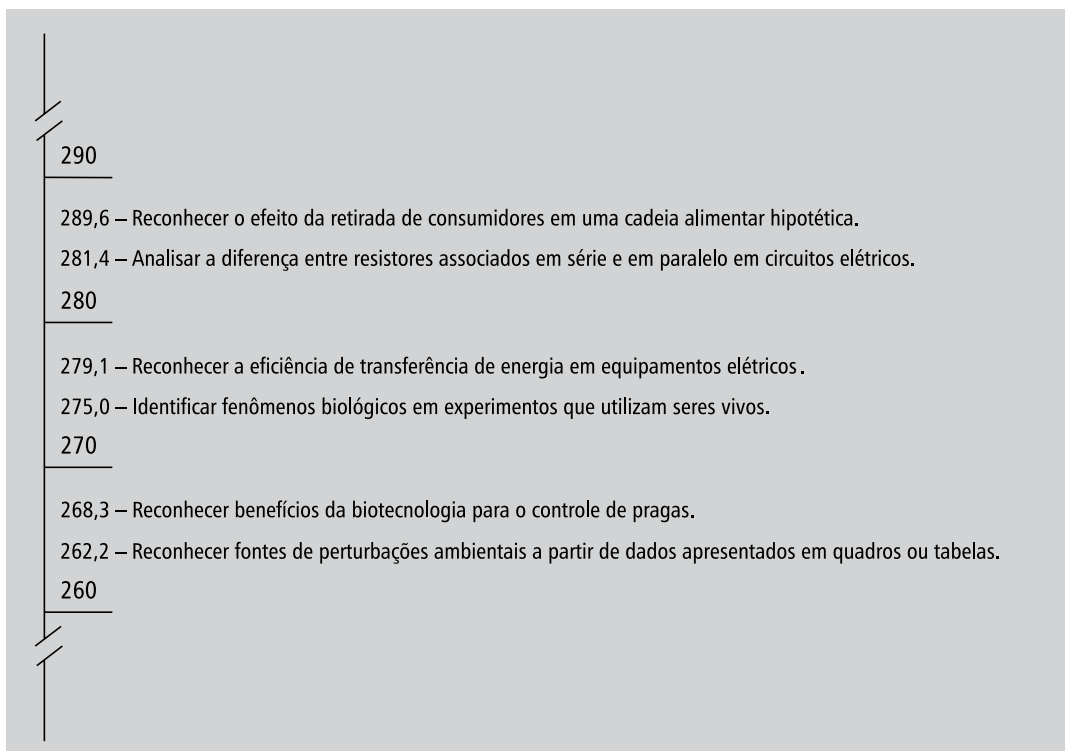 290
289,6 – Reconhecer o efeito da retirada de consumidores em uma cadeia alimentar hipotética.
281,4 – Analisar a diferença entre resistores associados em série e em paralelo em circuitos elétricos.
280
279,1 – Reconhecer a eficiência de transferência de energia em equipamentos elétricos.
275,0 – Identificar fenômenos biológicos em experimentos que utilizam seres vivos.
270
268,3 – Reconhecer benefícios da biotecnologia para o controle de pragas.
262,2 – Reconhecer fontes de perturbações ambientais a partir de dados apresentados em quadros ou tabelas.
260